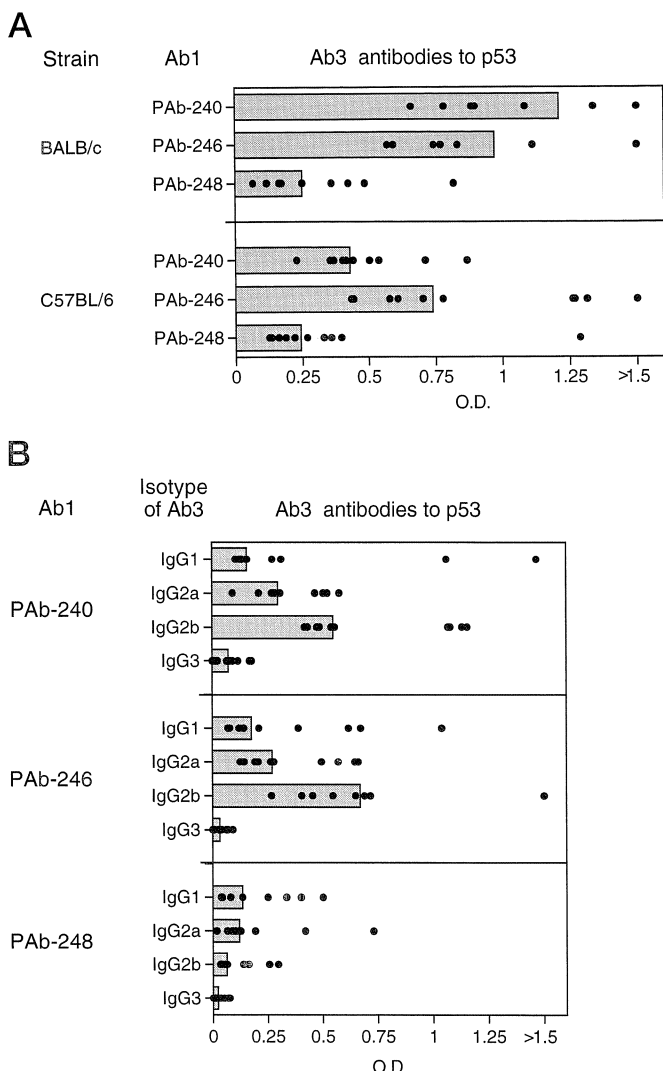 A
Strain Ab1 Ab3 antibodies to p53
BALB/c
PAb-240
PAb-246
PAb-248
C57BL/6
PAb-240
PAb-246
PAb-248
0 0.25 0.5 0.75 1 1.25 >1.5
O.D.
B
Ab1 Isotype of Ab3 Ab3 antibodies to p53
PAb-240
IgG1
IgG2a
IgG2b
IgG3
PAb-246
IgG1
IgG2a
IgG2b
IgG3
PAb-248
IgG1
IgG2a
IgG2b
IgG3
0 0.25 0.5 0.75 1 1.25 >1.5
O.D.